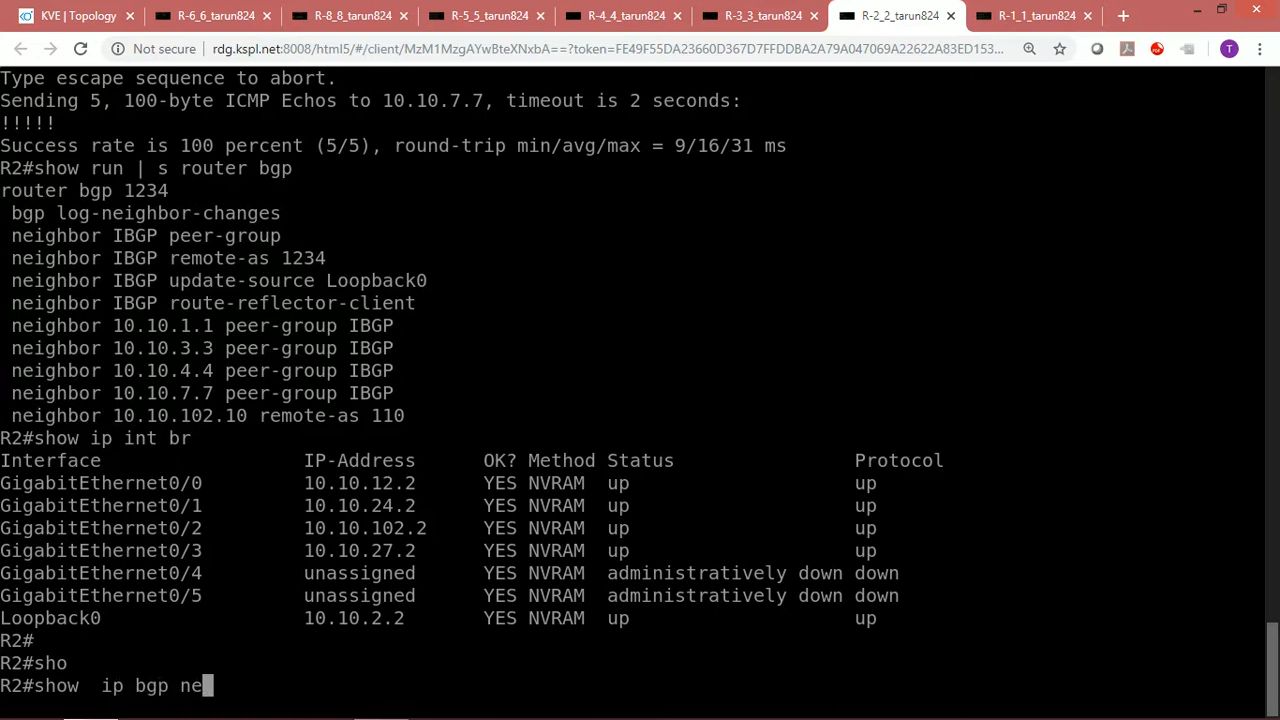 KVE | Topology
R-6_6_tarun824
R-8_8_tarun824
R-5_5_tarun824
R-4_4_tarun824
R-3_3_tarun824
R-2_2_tarun824
R-1_1_tarun824
Not secure | rdg.kspl.net:8008/html5/#/client/MzM1MzgAYwBteXNxbA==?token=FE49F55DA23660D367D7FFDDBA2A79A047069A22622A83ED153...
T
Type escape sequence to abort.
Sending 5, 100-byte ICMP Echos to 10.10.7.7, timeout is 2 seconds:
!!!!!
Success rate is 100 percent (5/5), round-trip min/avg/max = 9/16/31 ms
R2#show run | s router bgp
router bgp 1234
 bgp log-neighbor-changes
 neighbor IBGP peer-group
 neighbor IBGP remote-as 1234
 neighbor IBGP update-source Loopback0
 neighbor IBGP route-reflector-client
 neighbor 10.10.1.1 peer-group IBGP
 neighbor 10.10.3.3 peer-group IBGP
 neighbor 10.10.4.4 peer-group IBGP
 neighbor 10.10.7.7 peer-group IBGP
 neighbor 10.10.102.10 remote-as 110
R2#show ip int br
Interface IP-Address OK? Method Status Protocol
GigabitEthernet0/0 10.10.12.2 YES NVRAM up up
GigabitEthernet0/1 10.10.24.2 YES NVRAM up up
GigabitEthernet0/2 10.10.102.2 YES NVRAM up up
GigabitEthernet0/3 10.10.27.2 YES NVRAM up up
GigabitEthernet0/4 unassigned YES NVRAM administratively down down
GigabitEthernet0/5 unassigned YES NVRAM administratively down down
Loopback0 10.10.2.2 YES NVRAM up up
R2#
R2#sho
R2#show  ip bgp ne